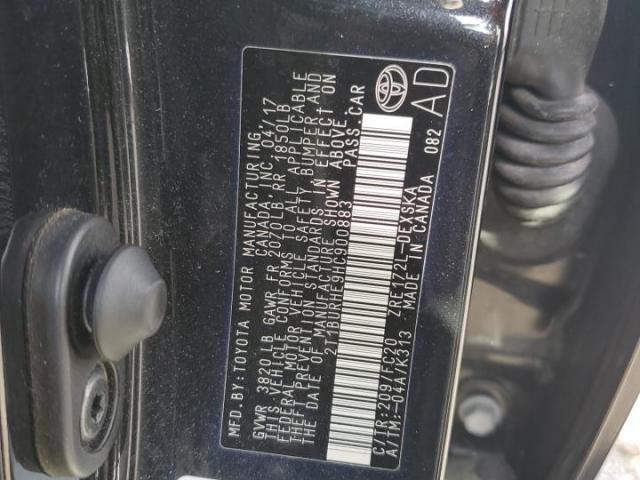 MFD.BY:TOYOTA MOTOR MANUFACTURING
CANADA,INC. 04/17
GVWR 3820LB GAWR FR 2070LB RR 1850LB
THIS VEHICLE CONFORMS TO ALL APPLICABLE
FEDERAL MOTOR VEHICLE SAFETY, BUMPER AND
THEFT PREVENTION STANDARDS IN EFFECT ON
THE DATE OF MANUFACTURE SHOWN ABOVE.
2T1BURHE9HC900883 PASS.CAR
C/TR:209/FC20 ZRE172L-DEXSKA
A/TM:-04A/K313 MADE IN CANADA 082
AD